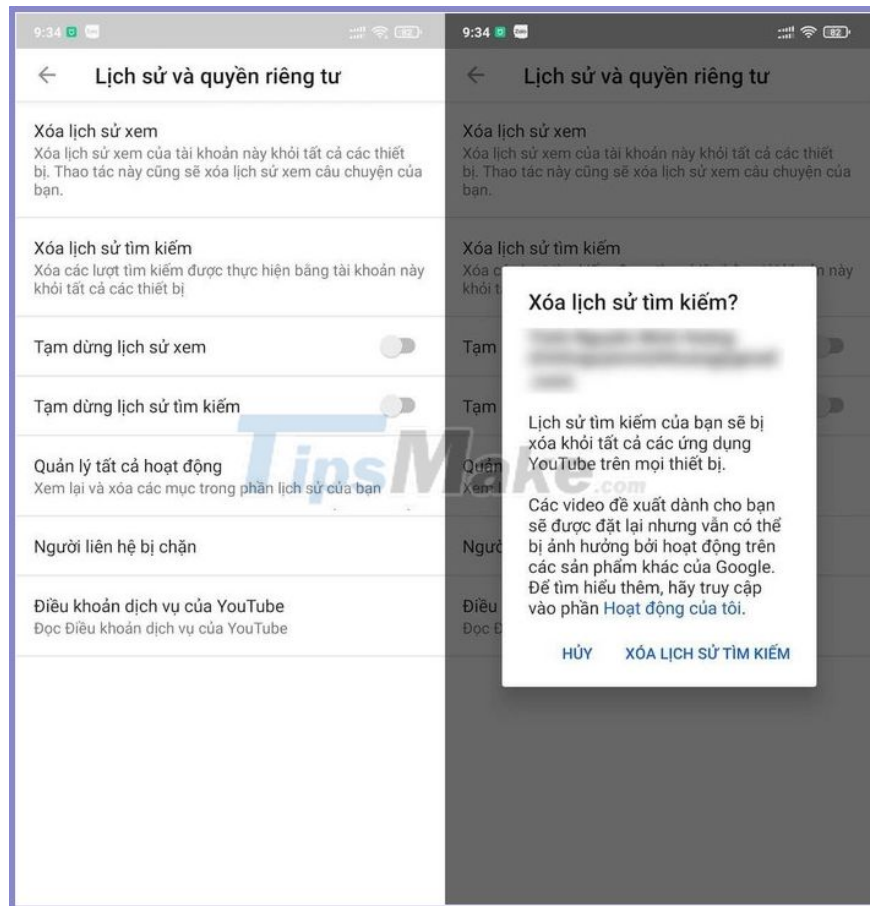 9:34
82
Lịch sử và quyền riêng tư
Xóa lịch sử xem
Xóa lịch sử xem của tài khoản này khỏi tất cả các thiết
bị. Thao tác này cũng sẽ xóa lịch sử xem câu chuyện của
bạn.
Xóa lịch sử tìm kiếm
Xóa các lượt tìm kiếm được thực hiện bằng tài khoản này
khỏi tất cả các thiết bị
Tạm dừng lịch sử xem
Tạm dừng lịch sử tìm kiếm
Quản lý tất cả hoạt động
Xem lại và xóa các mục trong phần lịch sử của bạn
Người liên hệ bị chặn
Điều khoản dịch vụ của YouTube
Đọc Điều khoản dịch vụ của YouTube
TipsMake.com
9:34
82
Lịch sử và quyền riêng tư
Xóa lịch sử xem
Xóa lịch sử xem của tài khoản này khỏi tất cả các thiết
bị. Thao tác này cũng sẽ xóa lịch sử xem câu chuyện của
bạn.
Xóa lịch sử tìm kiếm
này
Tạm
Tạm
Điều
Xóa lịch sử tìm kiếm?
Lịch sử tìm kiếm của bạn sẽ bị
xóa khỏi tất cả các ứng dụng
YouTube trên mọi thiết bị.
Các video đề xuất dành cho bạn
sẽ được đặt lại nhưng vẫn có thể
bị ảnh hưởng bởi hoạt động trên
các sản phẩm khác của Google.
Để tìm hiểu thêm, hãy truy cập
vào phần Hoạt động của tôi.
HỦY
XÓA LỊCH SỬ TÌM KIẾM